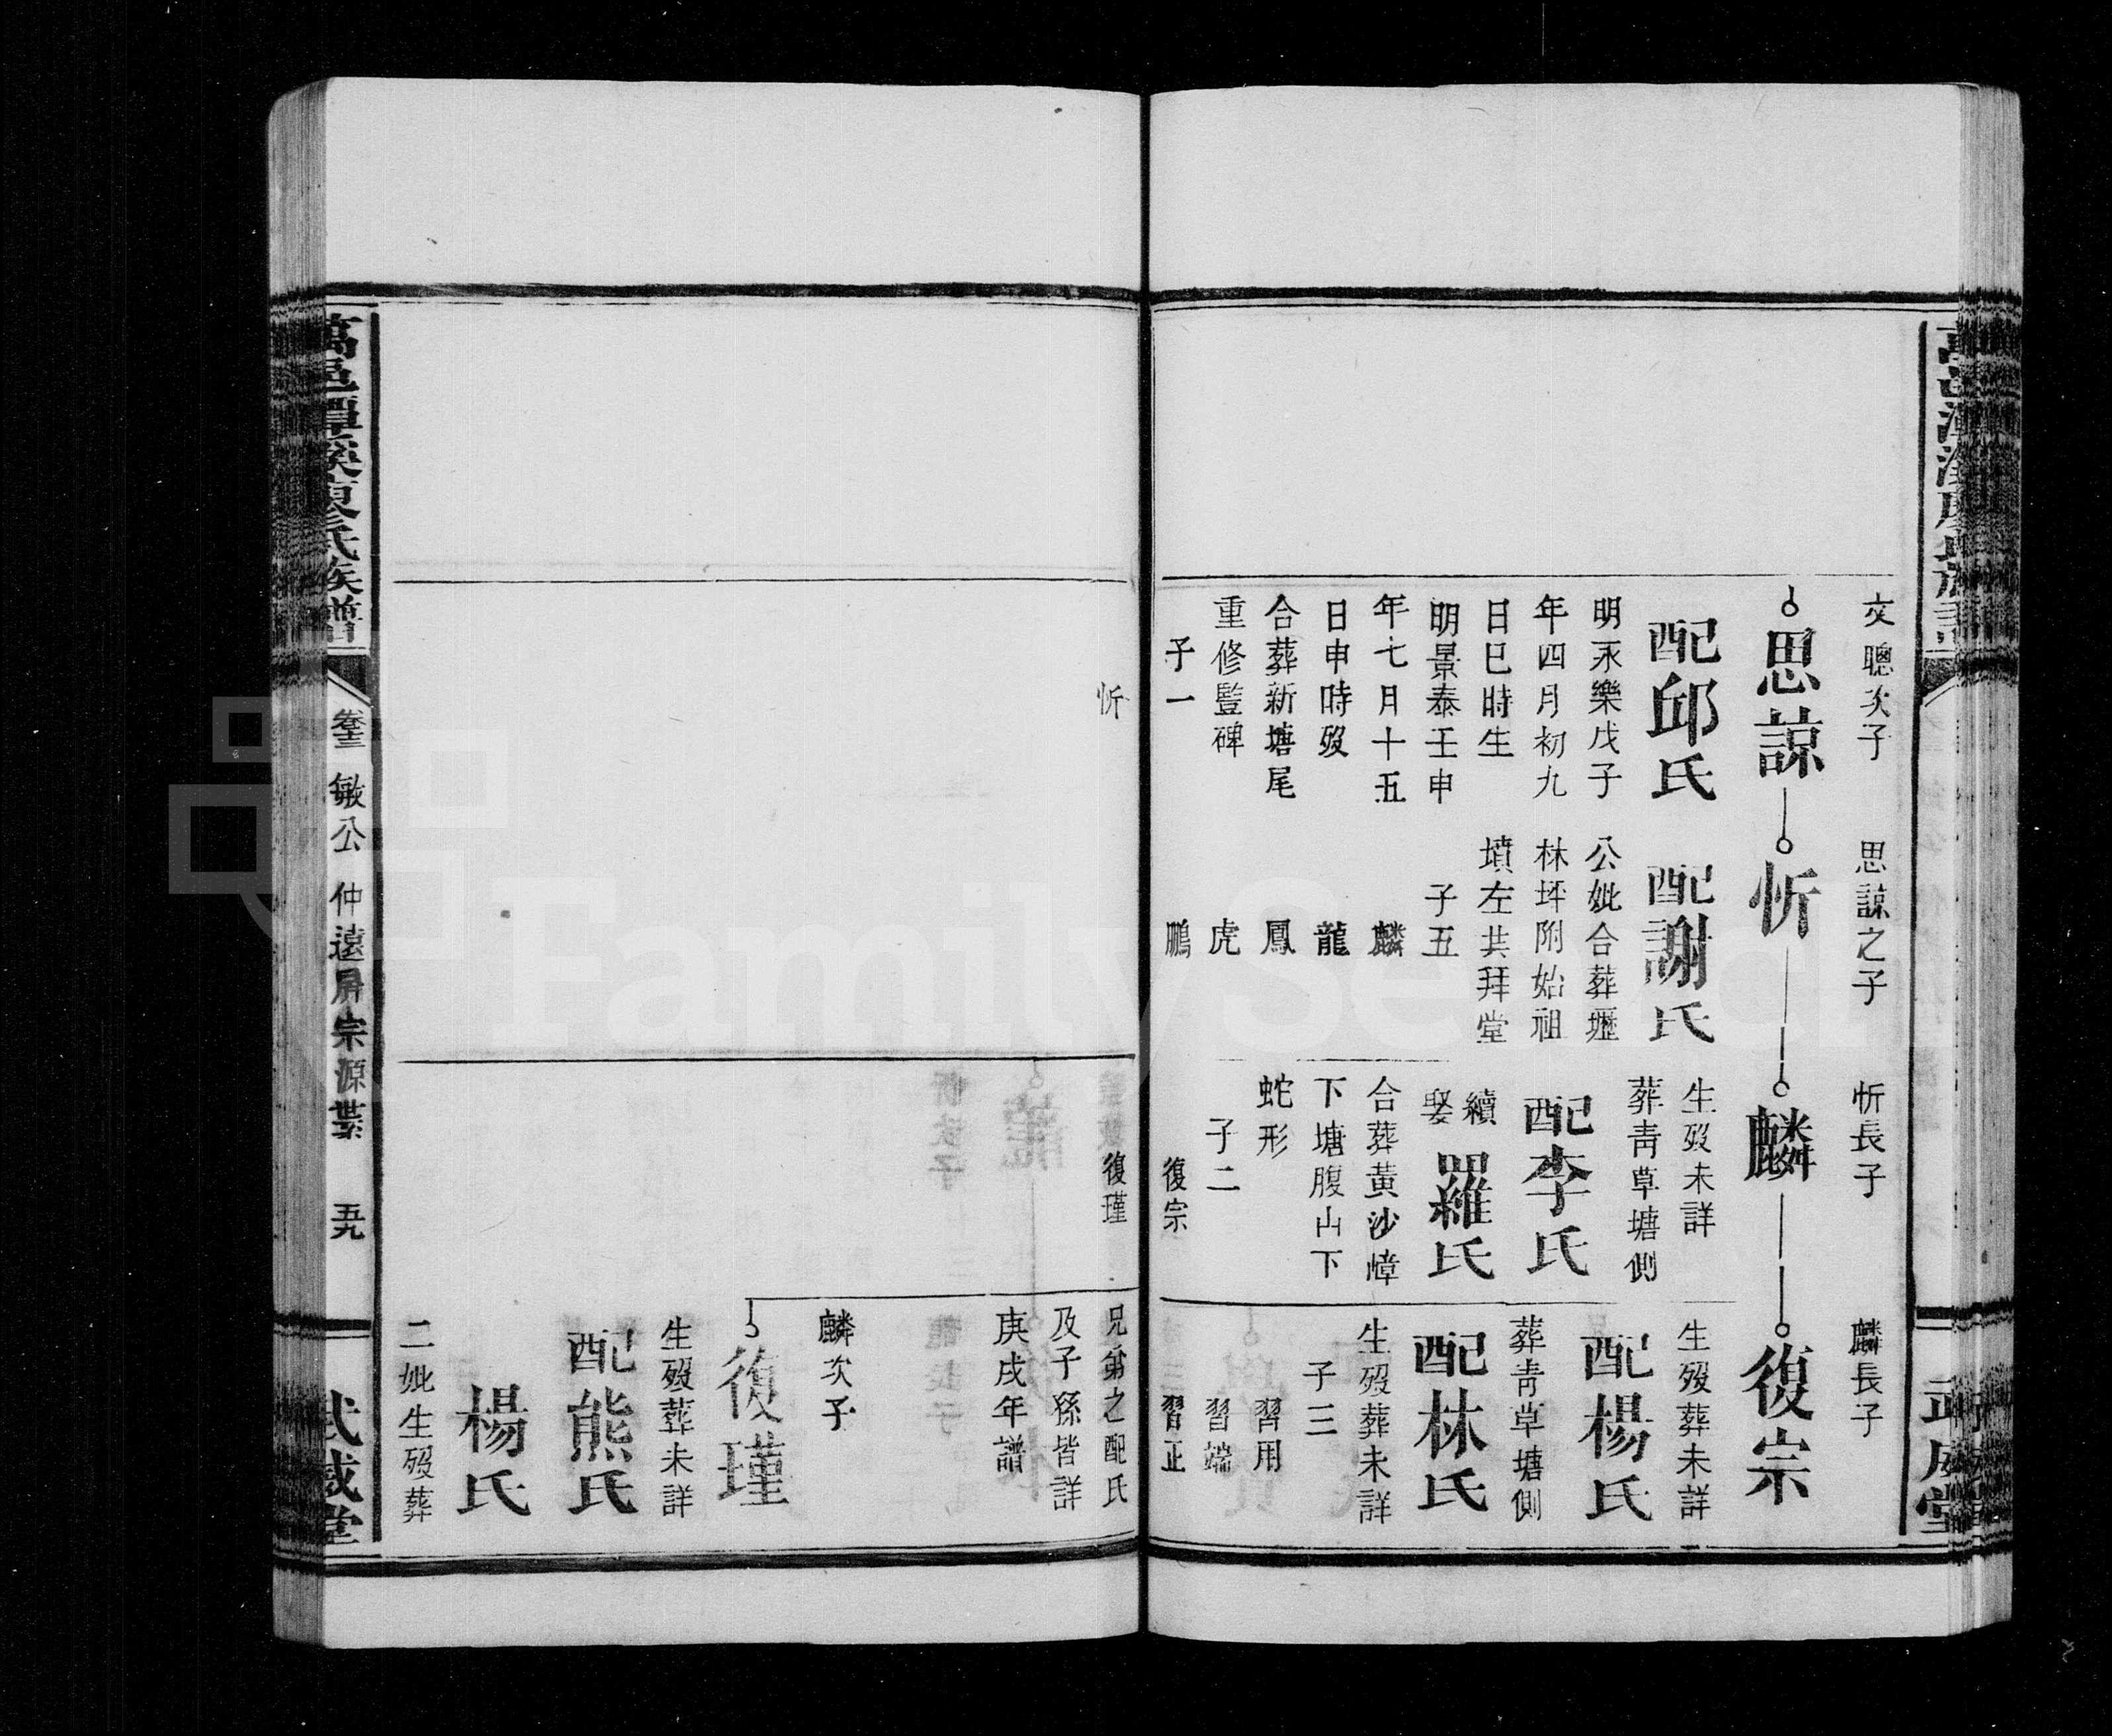 文聰次子
思諒
配邱氏
明永樂戊子
年四月初九
日巳時生
明景泰壬申
年七月十五
日申時歿
合葬新塘尾
重修豎碑
子一
忻
思諒之子
忻
配謝氏
公妣合葬壢
林坪附始祖
墳左共拜堂
子五
麟
龍
鳳
虎
鵬
忻長子
麟
生歿未詳
葬青草塘側
配李氏
續娶羅氏
合葬黃沙嶂
下塘腹山下
蛇形
子二
復宗
復瑾
麟長子
復宗
生歿葬未詳
配楊氏
葬青草塘側
配林氏
生歿葬未詳
子三
習用
習端
習正
兄弟之配氏
及子孫皆詳
庚戌年譜
麟次子
復瑾
生歿葬未詳
配熊氏
楊氏
二妣生歿葬
萬邑潭溪廖氏族譜
敏公
仲遠屏宗源葉
五九
武威堂
FamilySearch